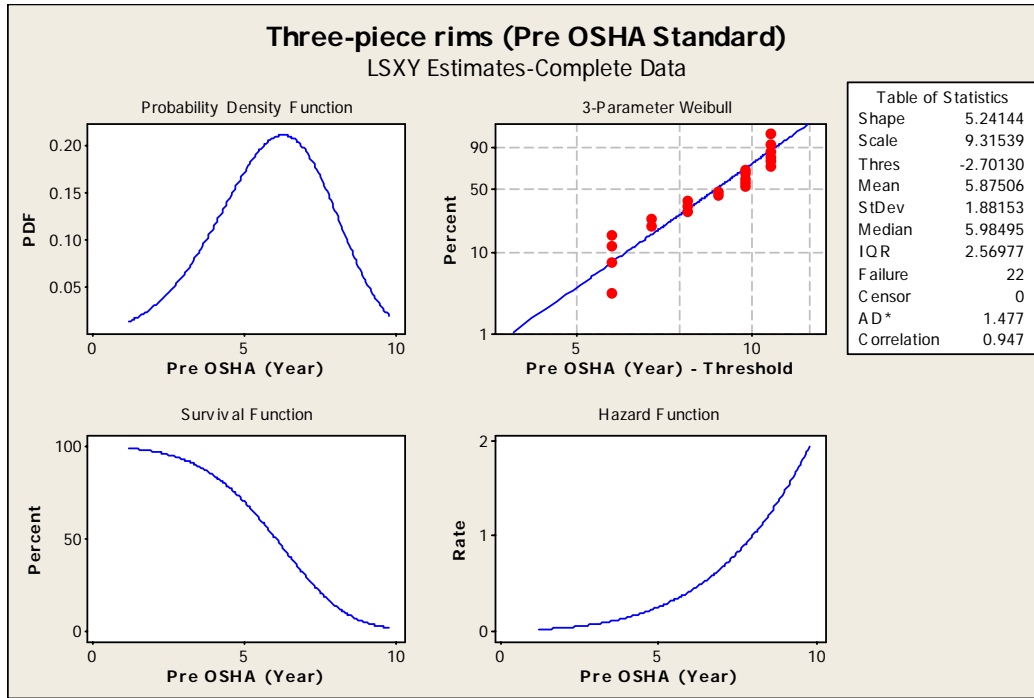 Three-piece rims (Pre OSHA Standard)
LSXY Estimates-Complete Data
Probability Density Function
0.20
0.15
0.10
0.05
PDF
0
5
10
Pre OSHA (Year)
3-Parameter Weibull
90
50
10
1
Percent
5
10
Pre OSHA (Year) - Threshold
Table of Statistics
Shape 5.24144
Scale 9.31539
Thres -2.70130
Mean 5.87506
StDev 1.88153
Median 5.98495
IQR 2.56977
Failure 22
Censor 0
AD* 1.477
Correlation 0.947
Survival Function
100
50
0
Percent
0
5
10
Pre OSHA (Year)
Hazard Function
2
1
0
Rate
0
5
10
Pre OSHA (Year)